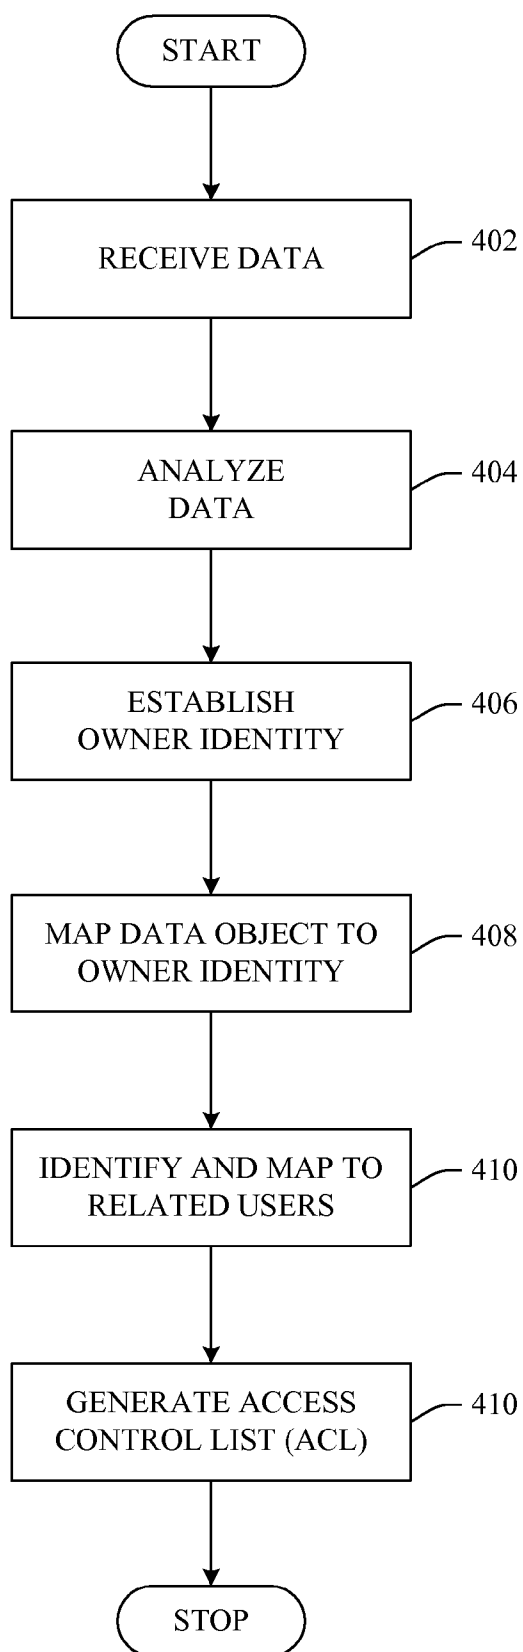 START
RECEIVE DATA
402
ANALYZE
DATA
404
ESTABLISH
OWNER IDENTITY
406
MAP DATA OBJECT TO
OWNER IDENTITY
408
IDENTIFY AND MAP TO
RELATED USERS
410
GENERATE ACCESS
CONTROL LIST (ACL)
410
STOP